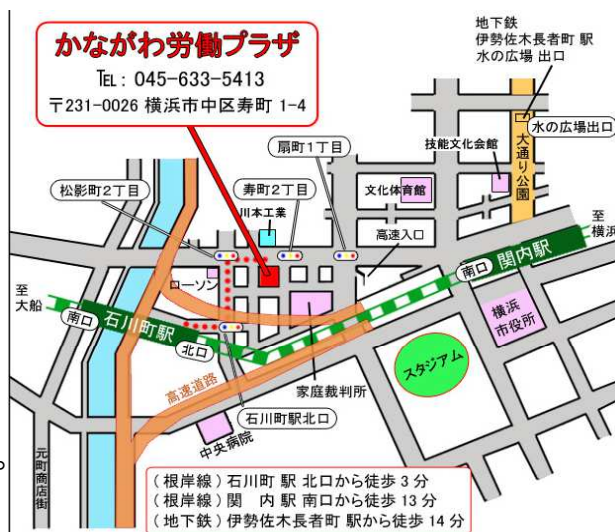 かながわ労働プラザ
℡: 045-633-5413
〒231-0026 横浜市中区寿町 1-4
地下鉄
伊勢佐木長者町 駅
水の広場 出口
水の広場出口
大通り公園
技能文化会館
扇町1丁目
文化体育館
松影町2丁目
寿町2丁目
川本工業
高速入口
至
横浜
関内駅
南口
ローソン
至
大船
南口
石川町駅
北口
横浜
市役所
スタジアム
家庭裁判所
高速道路
石川町駅北口
中央病院
元町商店街
。
(根岸線) 石川町 駅 北口から徒歩 3 分
(根岸線) 関 内 駅 南口から徒歩 13 分
(地下鉄) 伊勢佐木長者町 駅から徒歩 14 分